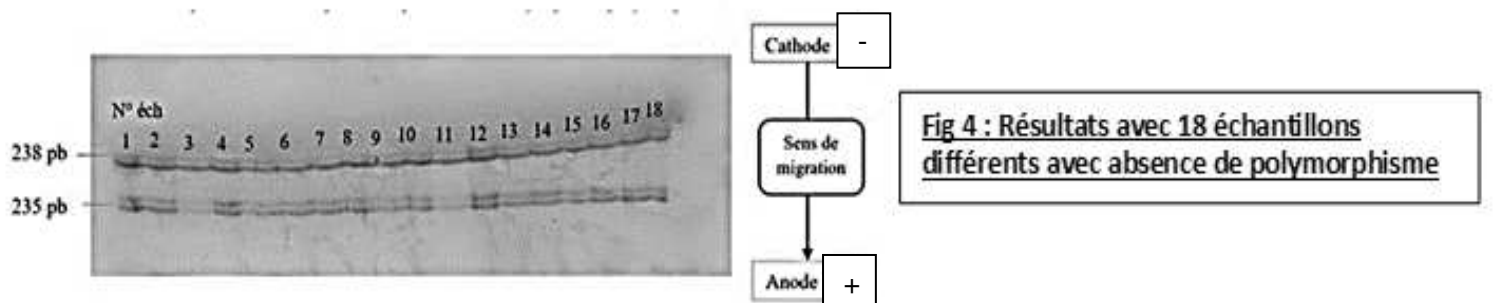 N° éch
1 2 3 4 5 6 7 8 9 10 11 12 13 14 15 16 17 18
238 pb
235 pb
Cathode -
Sens de
migration
Anode +
Fig 4 : Résultats avec 18 échantillons
différents avec absence de polymorphisme